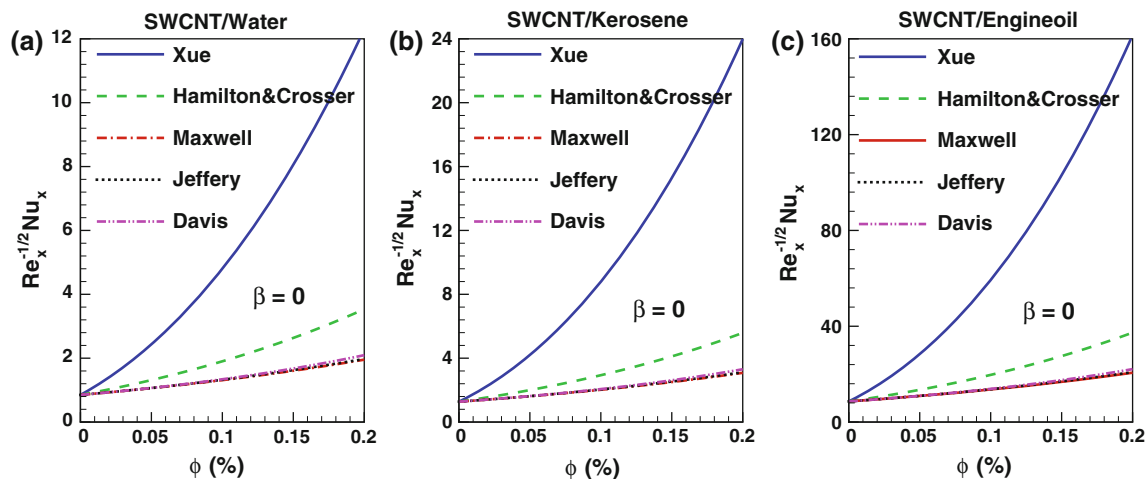 (a)
SWCNT/Water
12
10
8
6
4
2
0
Re_x^{-1/2}Nu_x
Xue
Hamilton&Crosser
Maxwell
Jeffery
Davis
β = 0
0
0.05
0.1
0.15
0.2
ϕ (%)
(b)
SWCNT/Kerosene
24
20
16
12
8
4
0
Re_x^{-1/2}Nu_x
Xue
Hamilton&Crosser
Maxwell
Jeffery
Davis
β = 0
0
0.05
0.1
0.15
0.2
ϕ (%)
(c)
SWCNT/Engineoil
160
120
80
40
0
Re_x^{-1/2}Nu_x
Xue
Hamilton&Crosser
Maxwell
Jeffery
Davis
β = 0
0
0.05
0.1
0.15
0.2
ϕ (%)